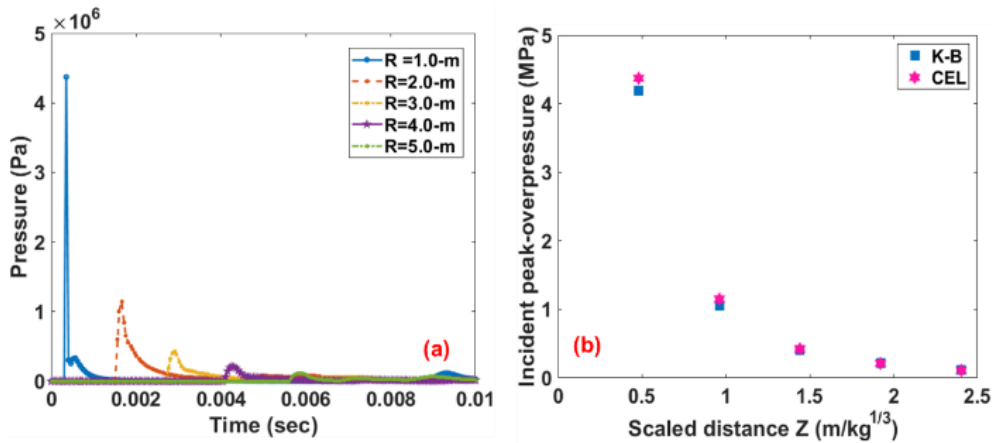 ×10⁶
5
4
3
2
1
0
Pressure (Pa)
R =1.0-m
R=2.0-m
R=3.0-m
R=4.0-m
R=5.0-m
(a)
0 0.002 0.004 0.006 0.008 0.01
Time (sec)
5
4
3
2
1
0
Incident peak-overpressure (MPa)
K-B
CEL
(b)
0 0.5 1 1.5 2 2.5
Scaled distance Z (m/kg^1/3)